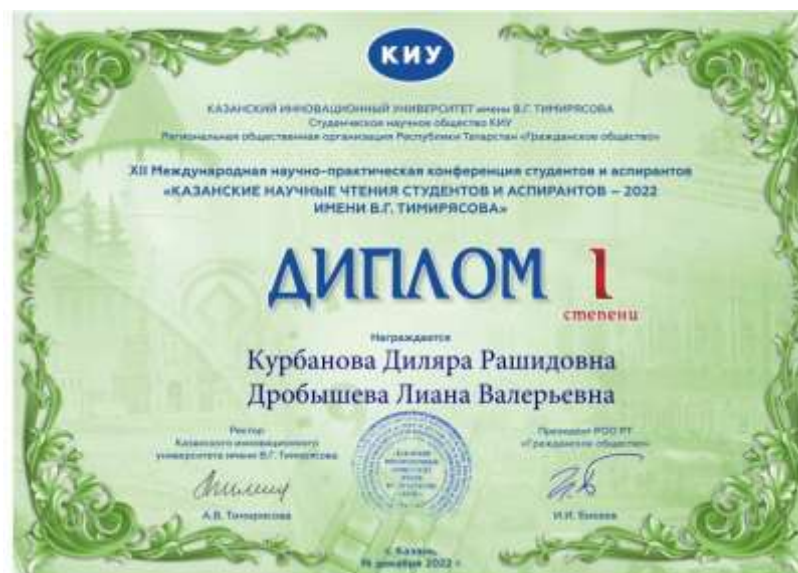 КИУ
КАЗАНСКИЙ ИННОВАЦИОННЫЙ УНИВЕРСИТЕТ имени В.Г. ТИМИРЯСОВА
Студенческое научное общество КИУ
Региональная общественная организация Республики Татарстан «Гражданское общество»
XII Международная научно-практическая конференция студентов и аспирантов
«КАЗАНСКИЕ НАУЧНЫЕ ЧТЕНИЯ СТУДЕНТОВ И АСПИРАНТОВ – 2022
ИМЕНИ В.Г. ТИМИРЯСОВА»
ДИПЛОМ I
степени
Награждается
Курбанова Диляра Рашидовна
Дробышева Лиана Валерьевна
Ректор
Казанского инновационного
университета имени В.Г. Тимирясова
А.В. Тимирясова
Президент РОО РТ
«Гражданское общество»
И.И.
г. Казань,
декабря 2022 г.